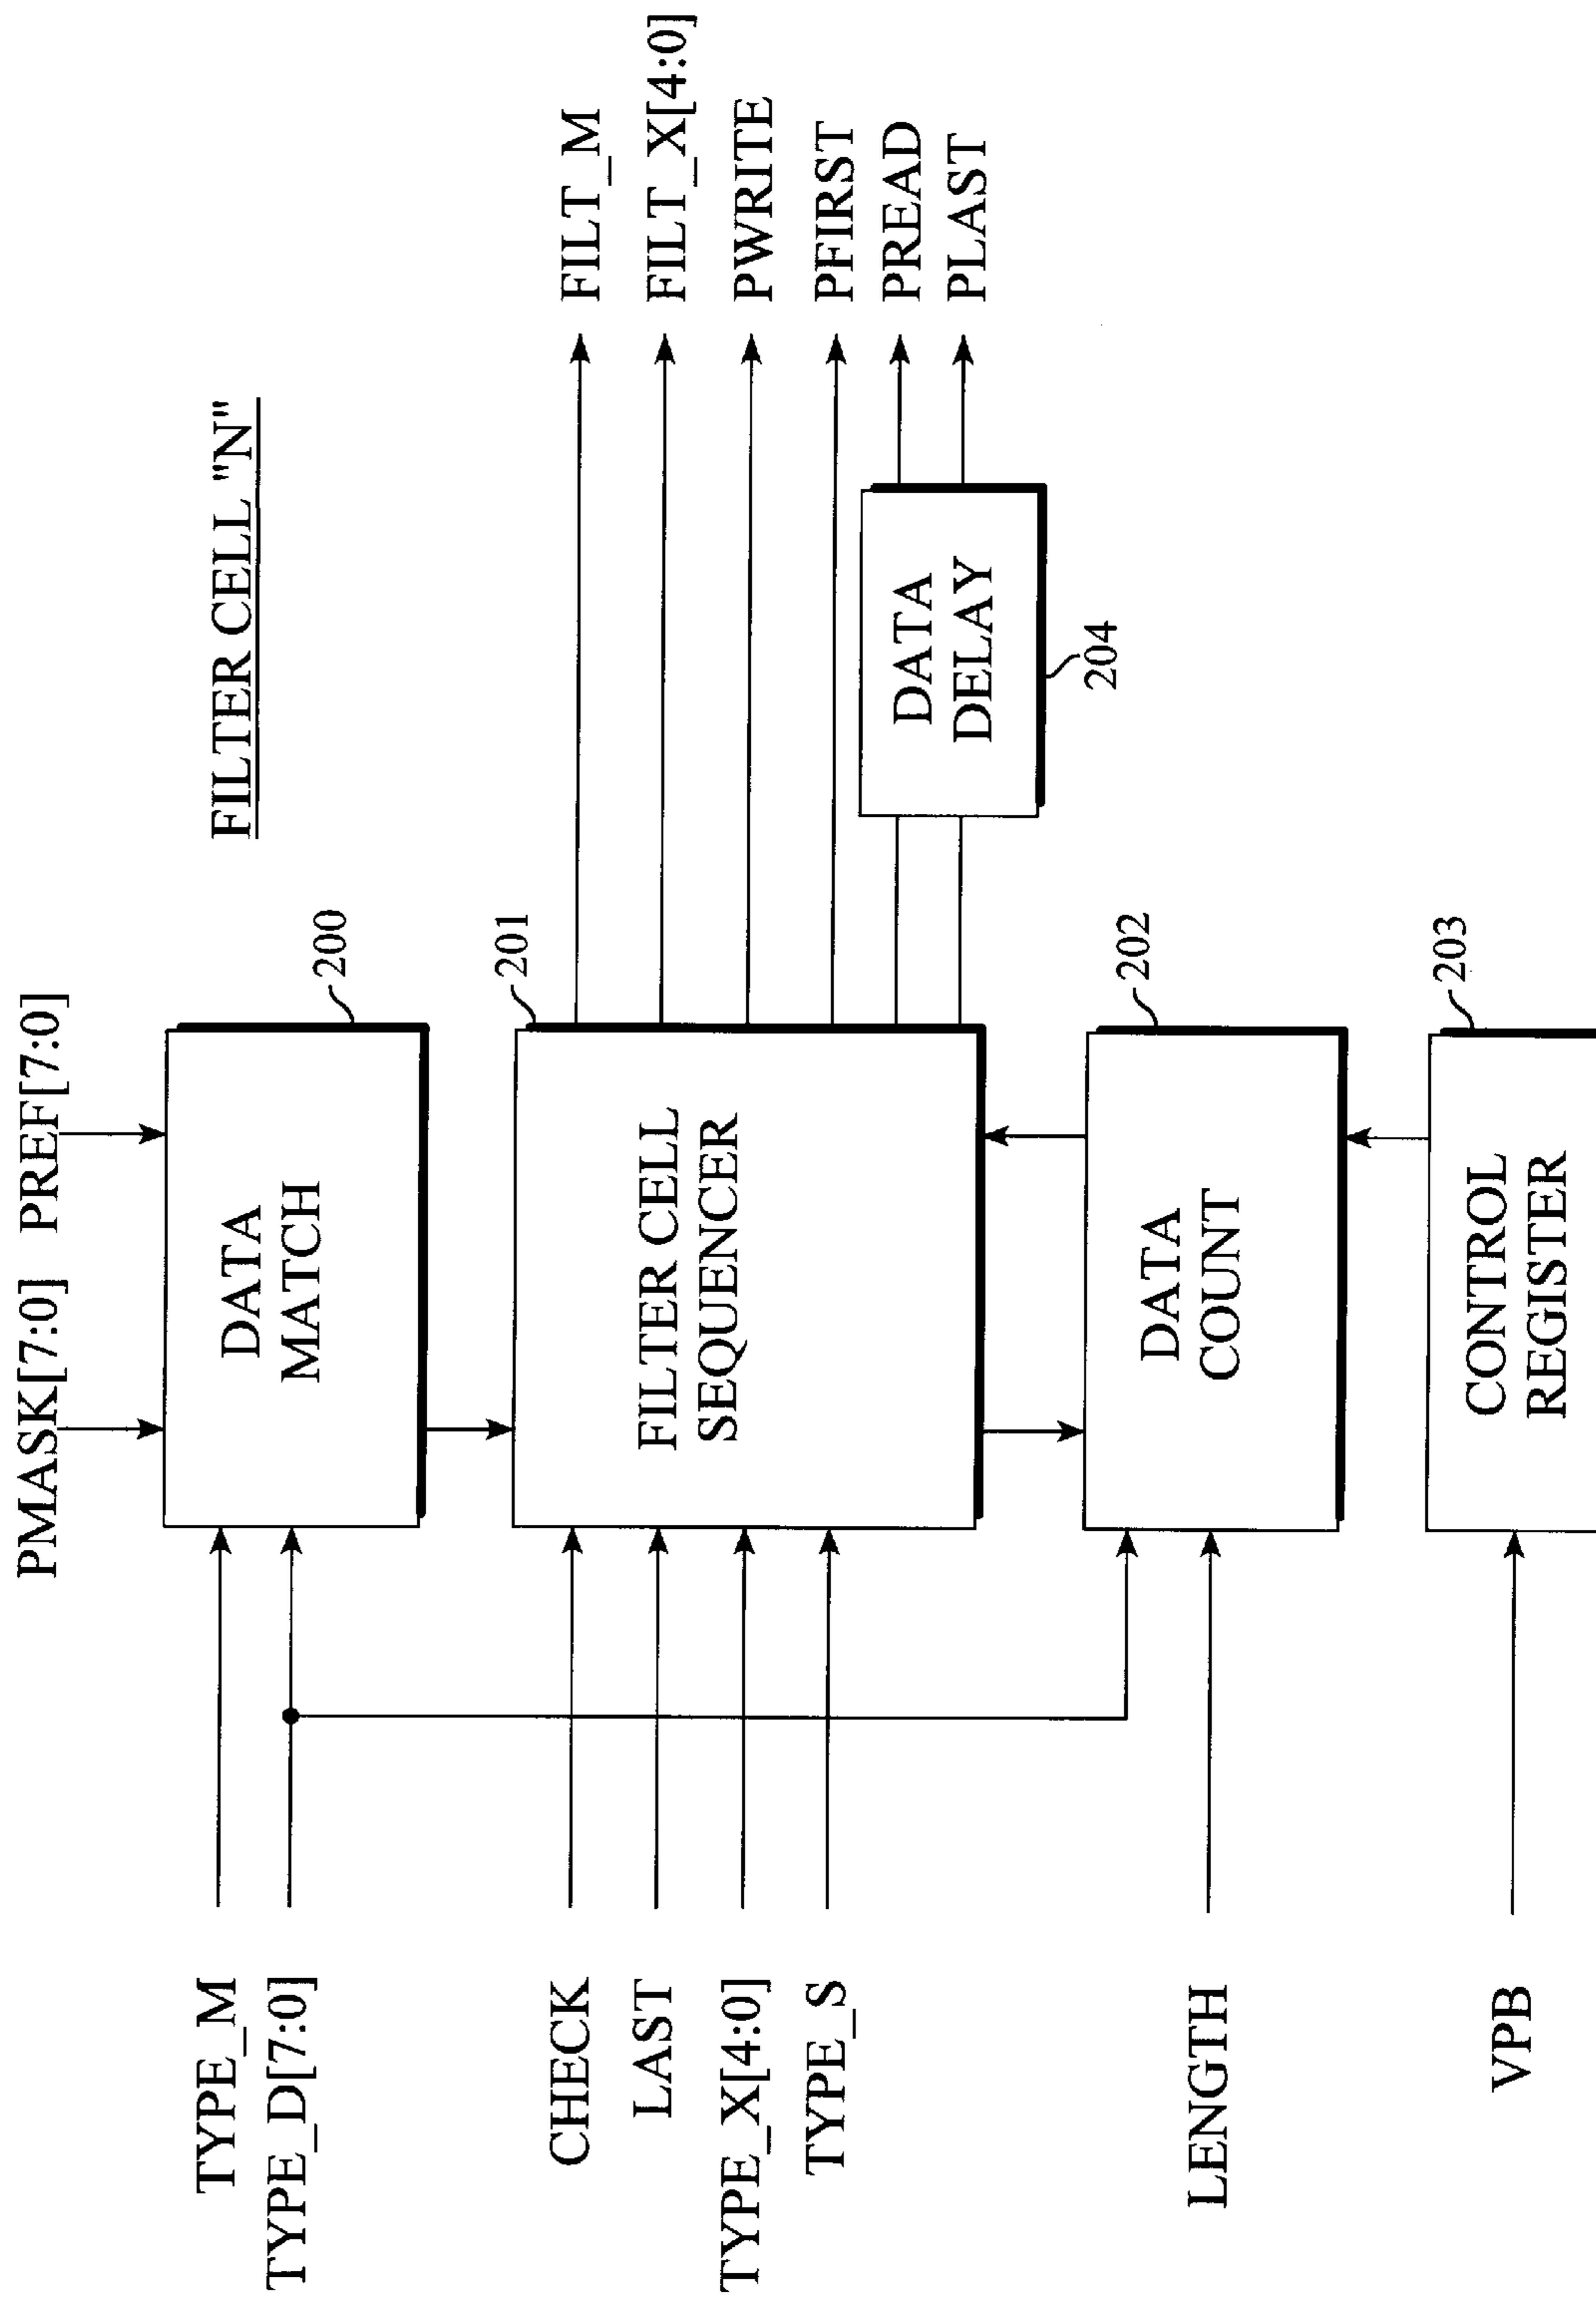 FILTER CELL "N"
PMASK[7:0] PREF[7:0]
TYPE_M
TYPE_D[7:0]
DATA
MATCH
200
CHECK
LAST
TYPE_X[4:0]
TYPE_S
FILTER CELL
SEQUENCER
201
FILT_M
FILT_X[4:0]
PWRITE
PFIRST
PREAD
PLAST
DATA
DELAY
204
LENGTH
DATA
COUNT
202
VPB
CONTROL
REGISTER
203